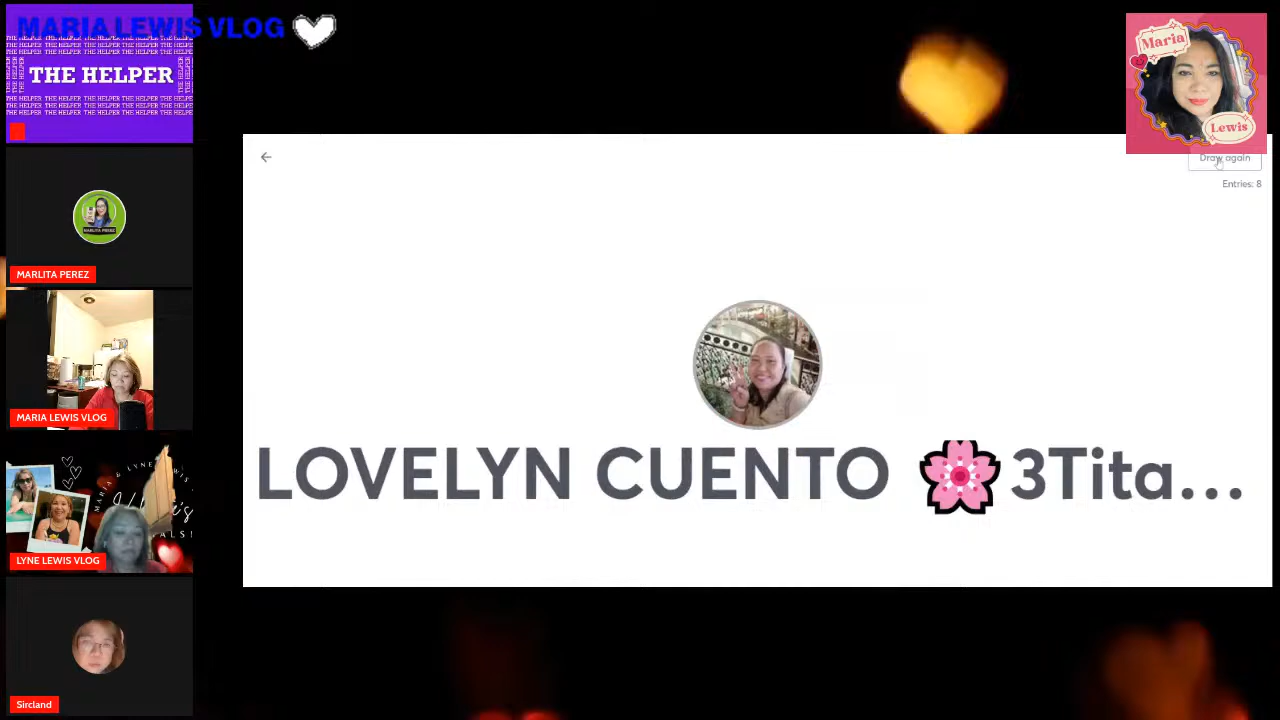 MARIA LEWIS VLOG
THE HELPER
MARLITA PEREZ
MARIA LEWIS VLOG
LYNE LEWIS VLOG
Sircland
Maria
Lewis
Draw again
Entries: 8
LOVELYN CUENTO 🌸3Tita...